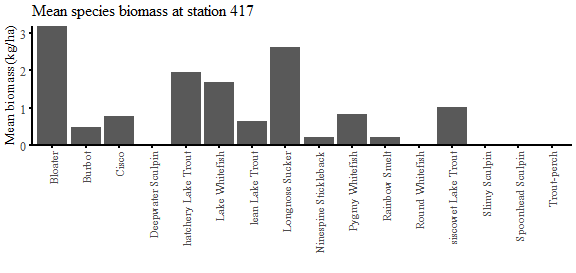 Mean species biomass at station 417
Mean biomass (kg/ha)
3
2
1
0
Bloater
Burbot
Cisco
Deepwater Sculpin
hatchery Lake Trout
Lake Whitefish
lean Lake Trout
Longnose Sucker
Ninespine Stickleback
Pygmy Whitefish
Rainbow Smelt
Round Whitefish
siscowet Lake Trout
Slimy Sculpin
Spoonhead Sculpin
Trout-perch